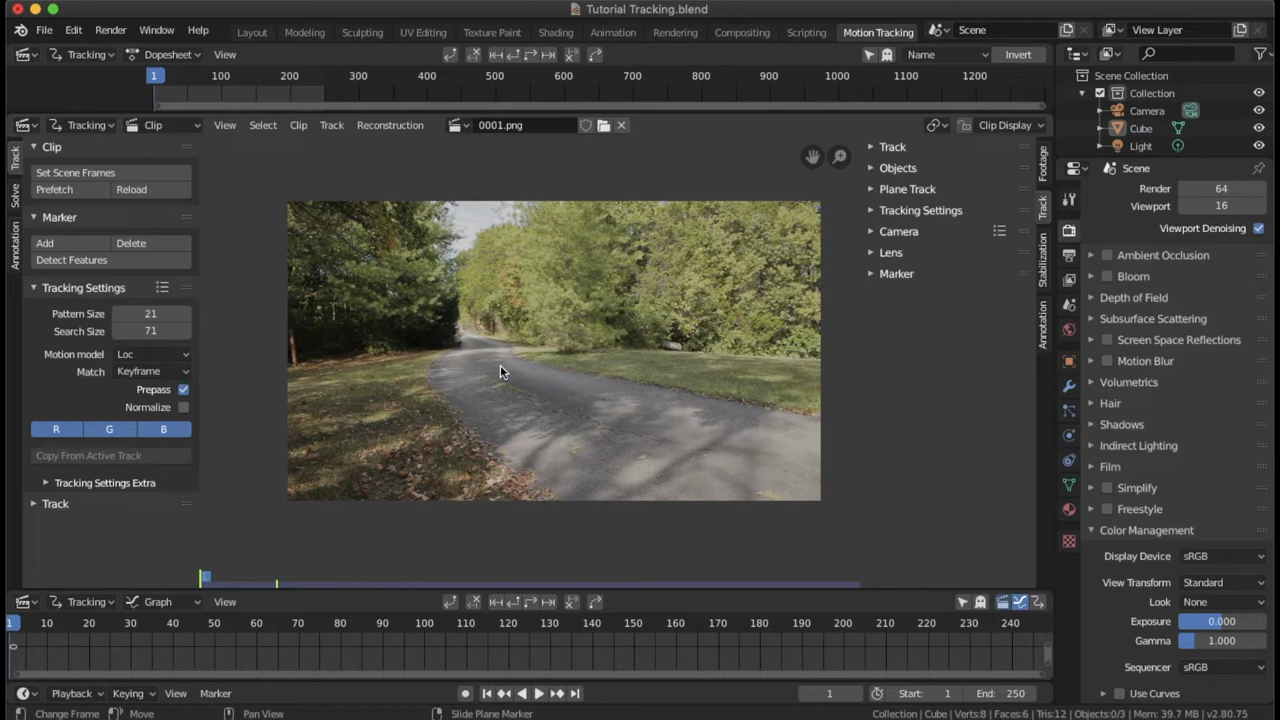 Tutorial Tracking.blend
File Edit Render Window Help Layout Modeling Sculpting UV Editing Texture Paint Shading Animation Rendering Compositing Scripting Motion Tracking Scene View Layer
Tracking Dopesheet View Name Invert
1 100 200 300 400 500 600 700 800 900 1000 1100 1200
Tracking Clip View Select Clip Track Reconstruction 0001.png Clip Display
Track
Solve
Annotation
Clip
Set Scene Frames
Prefetch Reload
Marker
Add Delete
Detect Features
Tracking Settings
Pattern Size 21
Search Size 71
Motion model Loc
Match Keyframe
Prepass
Normalize
R G B
Copy From Active Track
Tracking Settings Extra
Track
Track
Objects
Plane Track
Tracking Settings
Camera
Lens
Marker
Footage
Track
Stabilization
Annotation
Scene Collection
Collection
Camera
Cube
Light
Scene
Render 64
Viewport 16
Viewport Denoising
Ambient Occlusion
Bloom
Depth of Field
Subsurface Scattering
Screen Space Reflections
Motion Blur
Volumetrics
Hair
Shadows
Indirect Lighting
Film
Simplify
Freestyle
Color Management
Display Device sRGB
View Transform Standard
Look None
Exposure 0.000
Gamma 1.000
Sequencer sRGB
Use Curves
Tracking Graph View
1 10 20 30 40 50 60 70 80 90 100 110 120 130 140 150 160 170 180 190 200 210 220 230 240
0
Playback Keying View Marker 1 Start: 1 End: 250
Change Frame Move Pan View Slide Plane Marker Collection | Cube | Verts:8 | Faces:6 | Tris:12 | Objects:0/3 | Mem: 39.7 MB | v2.80.75